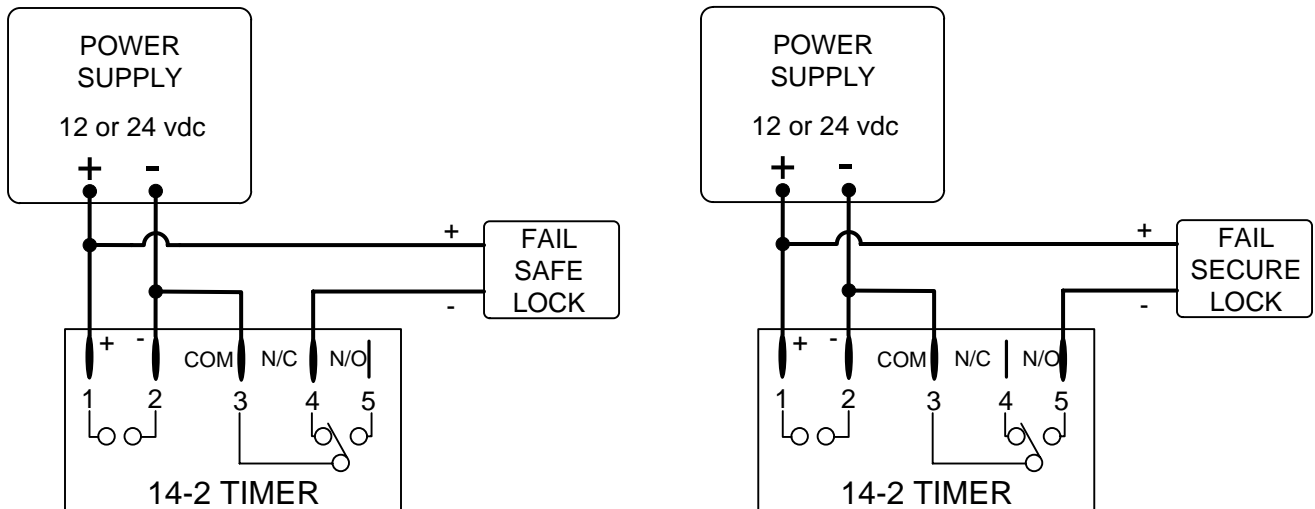 POWER
SUPPLY
12 or 24 vdc
+ -
+
FAIL
SAFE
LOCK
-
+ - COM N/C N/O
1 2 3 4 5
14-2 TIMER
POWER
SUPPLY
12 or 24 vdc
+ -
+
FAIL
SECURE
LOCK
-
+ - COM N/C N/O
1 2 3 4 5
14-2 TIMER